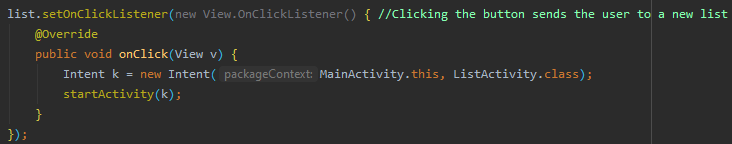 list.setOnClickListener(new View.OnClickListener() { //Clicking the button sends the user to a new list
@Override
public void onClick(View v) {
Intent k = new Intent( packageContext: MainActivity.this, ListActivity.class);
startActivity(k);
}
});